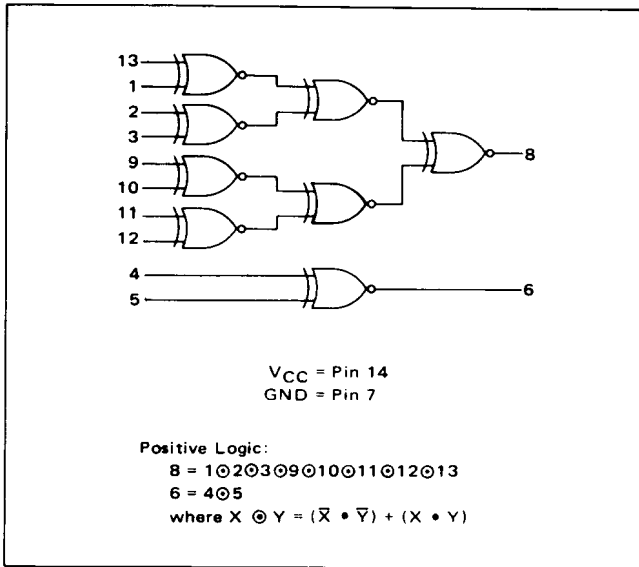 13
1
2
3
9
10
11
12
8
4
5
6
VCC = Pin 14
GND = Pin 7
Positive Logic:
8 = 1⊙2⊙3⊙9⊙10⊙11⊙12⊙13
6 = 4⊙5
where X ⊙ Y = (X̅ • Y̅) + (X • Y)